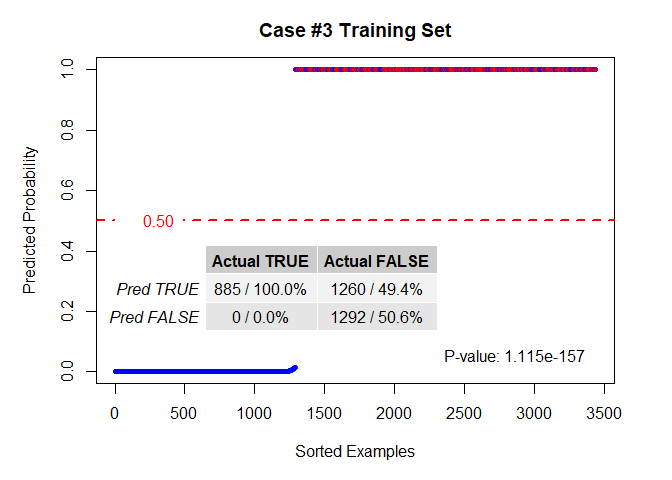 Case #3 Training Set
Predicted Probability
1.0
0.8
0.6
0.4
0.2
0.0
0.50
Actual TRUE Actual FALSE
Pred TRUE 885 / 100.0% 1260 / 49.4%
Pred FALSE 0 / 0.0% 1292 / 50.6%
P-value: 1.115e-157
0 500 1000 1500 2000 2500 3000 3500
Sorted Examples